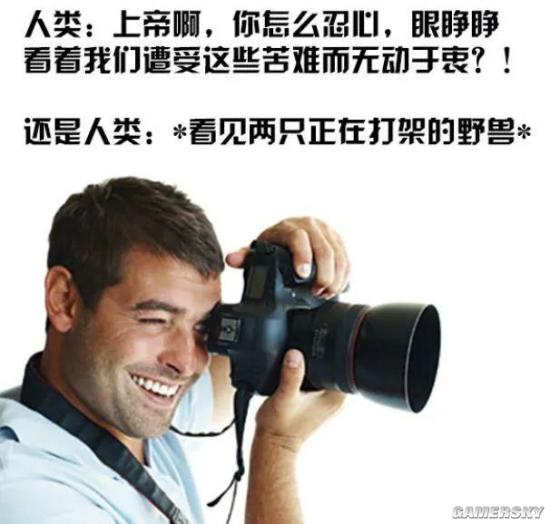 人类：上帝啊，你怎么忍心，眼睁睁
看着我们遭受这些苦难而无动于衷？！
还是人类：*看见两只正在打架的野兽*
GAMERSKY